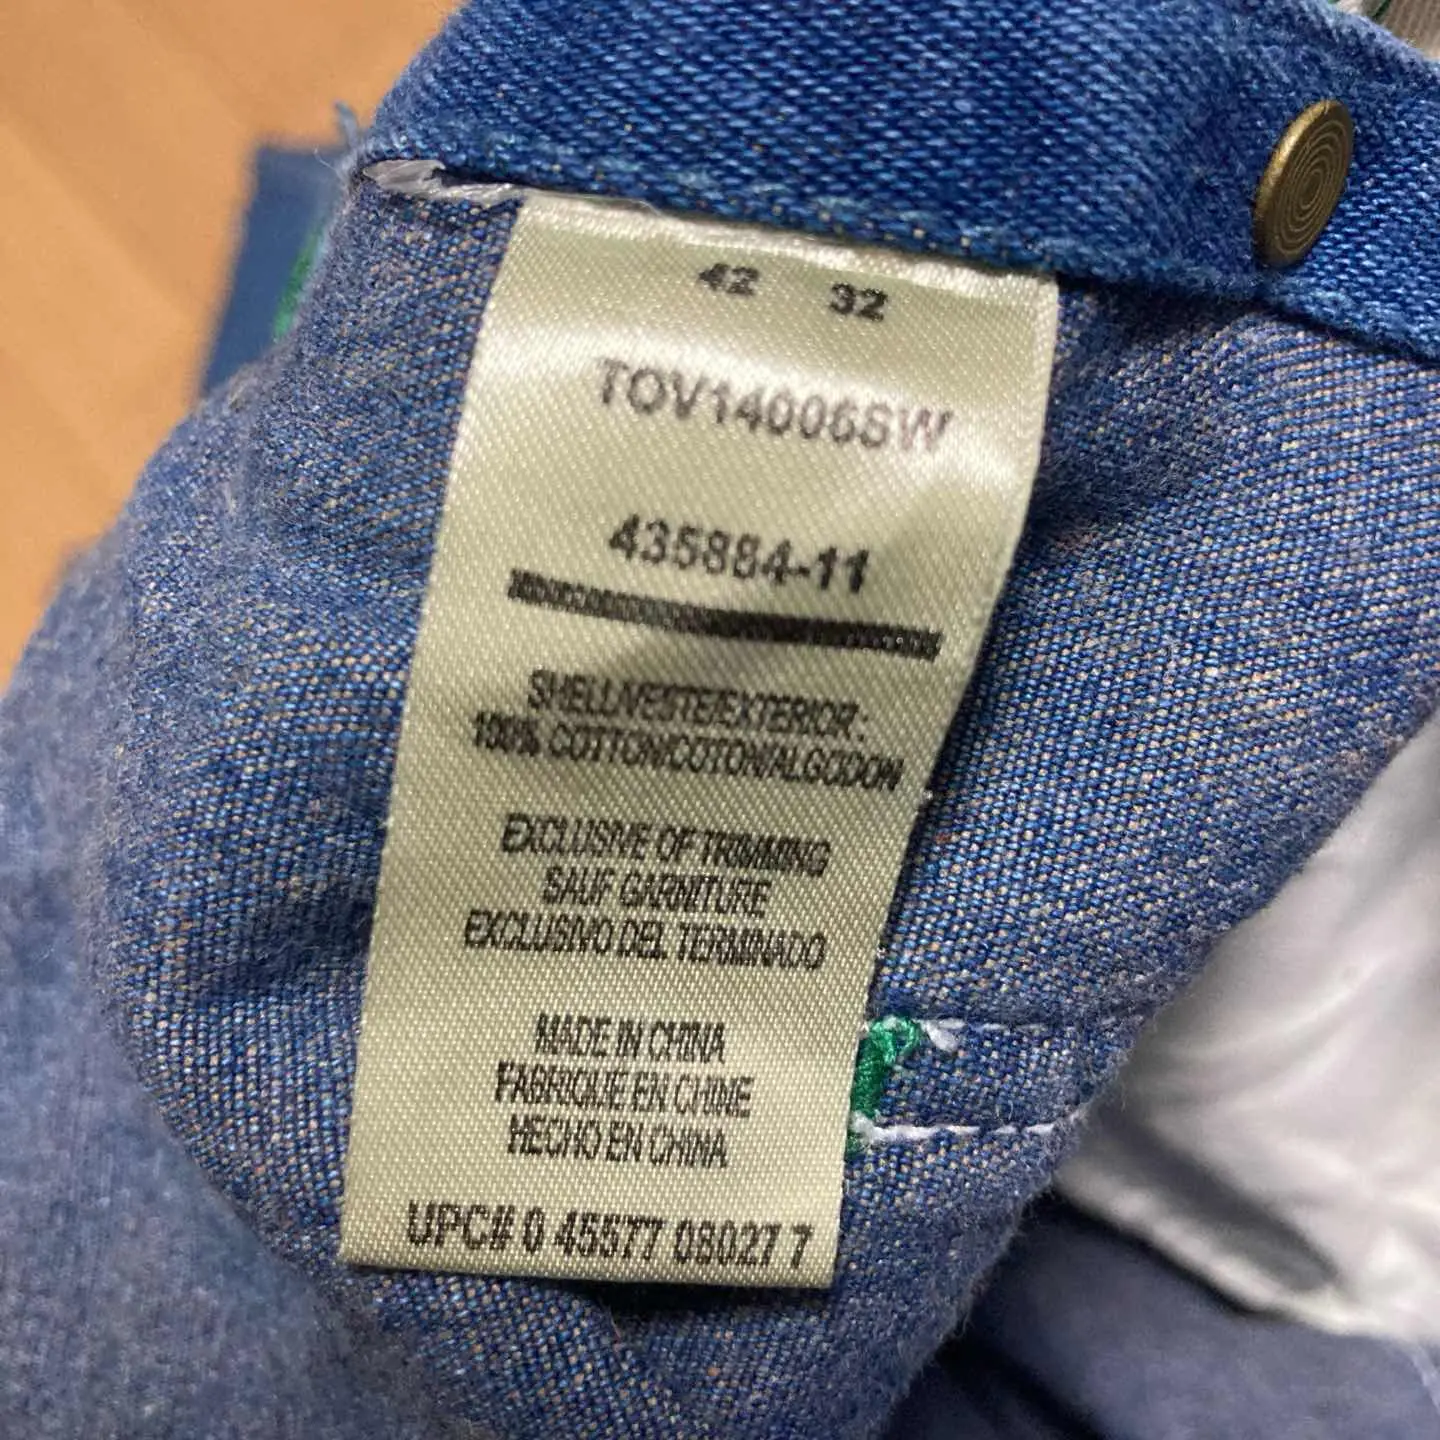 42 32
TOV14006SW
435884-11
SHELL/VESTE/EXTERIOR:
100% COTTON/COTON/ALGODON
EXCLUSIVE OF TRIMMING
SAUF GARNITURE
EXCLUSIVO DEL TERMINADO
MADE IN CHINA
FABRIQUE EN CHINE
HECHO EN CHINA
UPC# 0 45577 08027 7